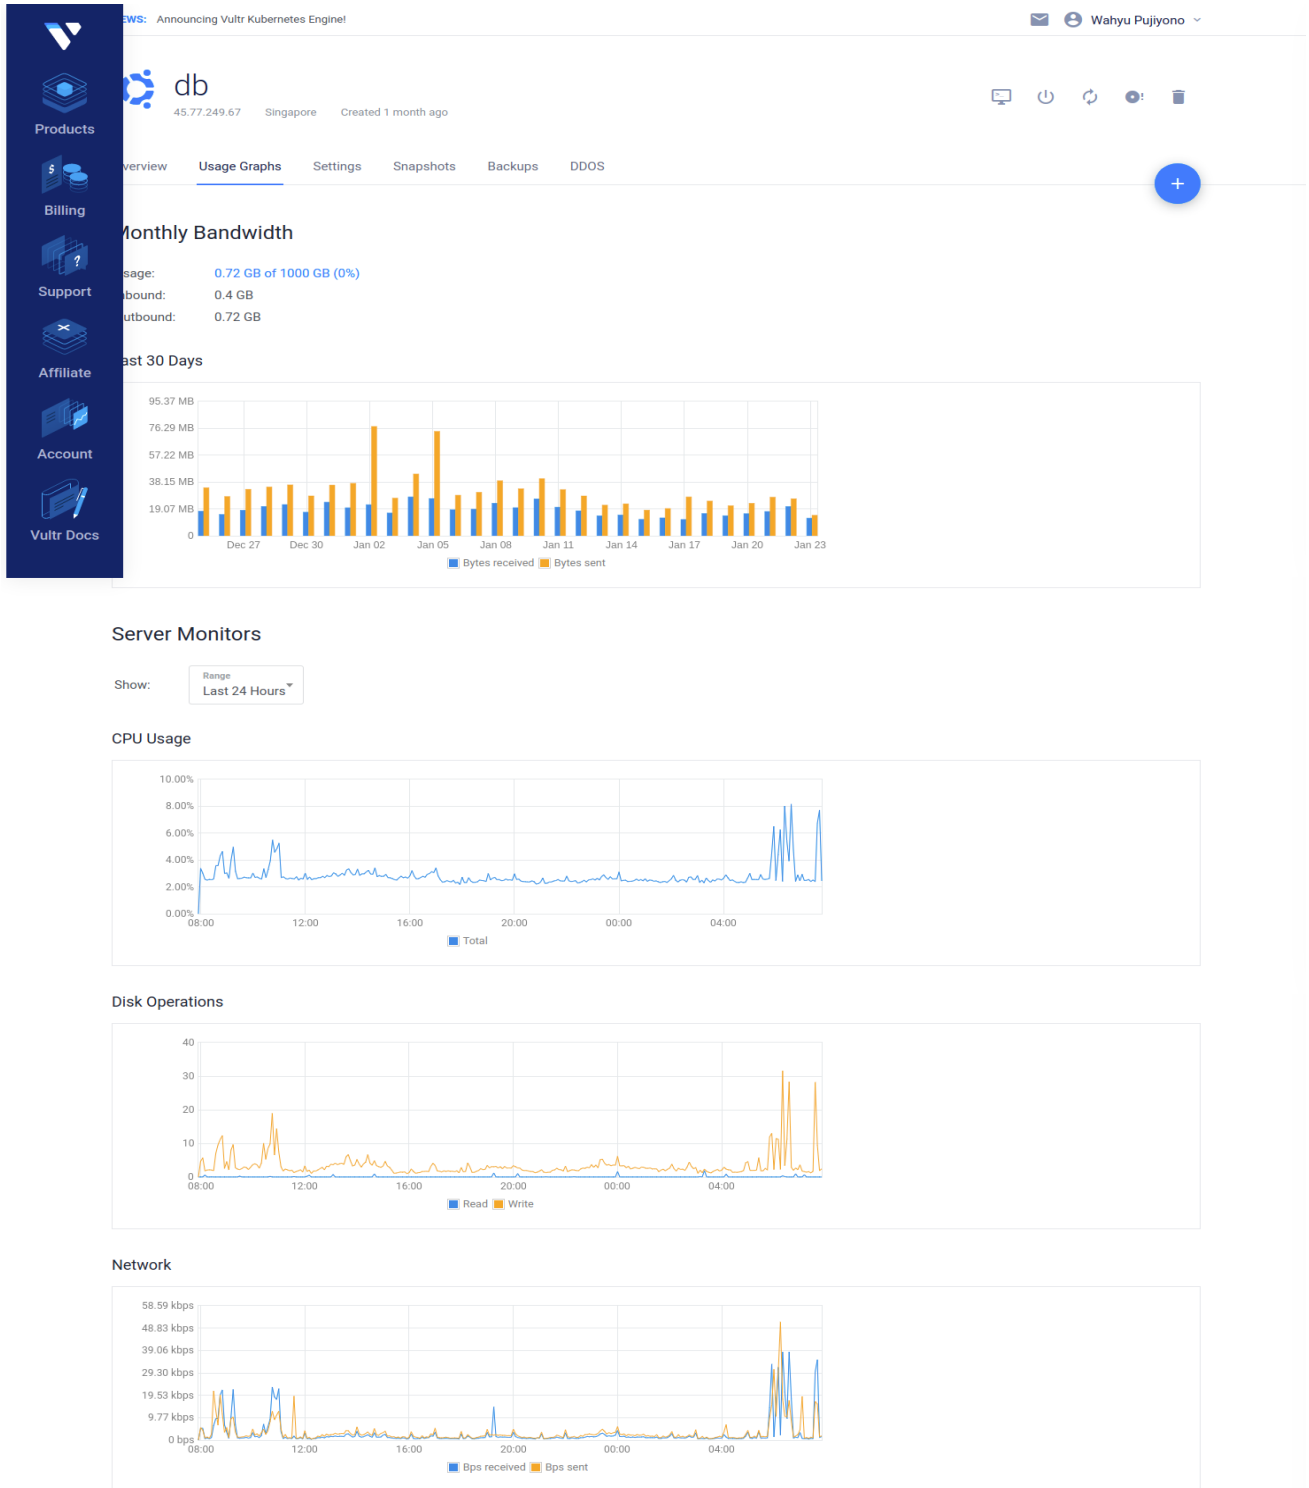 EWS: Announcing Vultr Kubernetes Engine!
Wahyu Pujiyono
db
45.77.249.67 Singapore Created 1 month ago
Products
Billing
Support
Affiliate
Account
Vultr Docs
verview Usage Graphs Settings Snapshots Backups DDOS
+
Monthly Bandwidth
sage: 0.72 GB of 1000 GB (0%)
bound: 0.4 GB
utbound: 0.72 GB
ast 30 Days
95.37 MB
76.29 MB
57.22 MB
38.15 MB
19.07 MB
0
Dec 27 Dec 30 Jan 02 Jan 05 Jan 08 Jan 11 Jan 14 Jan 17 Jan 20 Jan 23
Bytes received Bytes sent
Server Monitors
Show: Range
Last 24 Hours
CPU Usage
10.00%
8.00%
6.00%
4.00%
2.00%
0.00%
08:00 12:00 16:00 20:00 00:00 04:00
Total
Disk Operations
40
30
20
10
0
08:00 12:00 16:00 20:00 00:00 04:00
Read Write
Network
58.59 kbps
48.83 kbps
39.06 kbps
29.30 kbps
19.53 kbps
9.77 kbps
0 bps
08:00 12:00 16:00 20:00 00:00 04:00
Bps received Bps sent